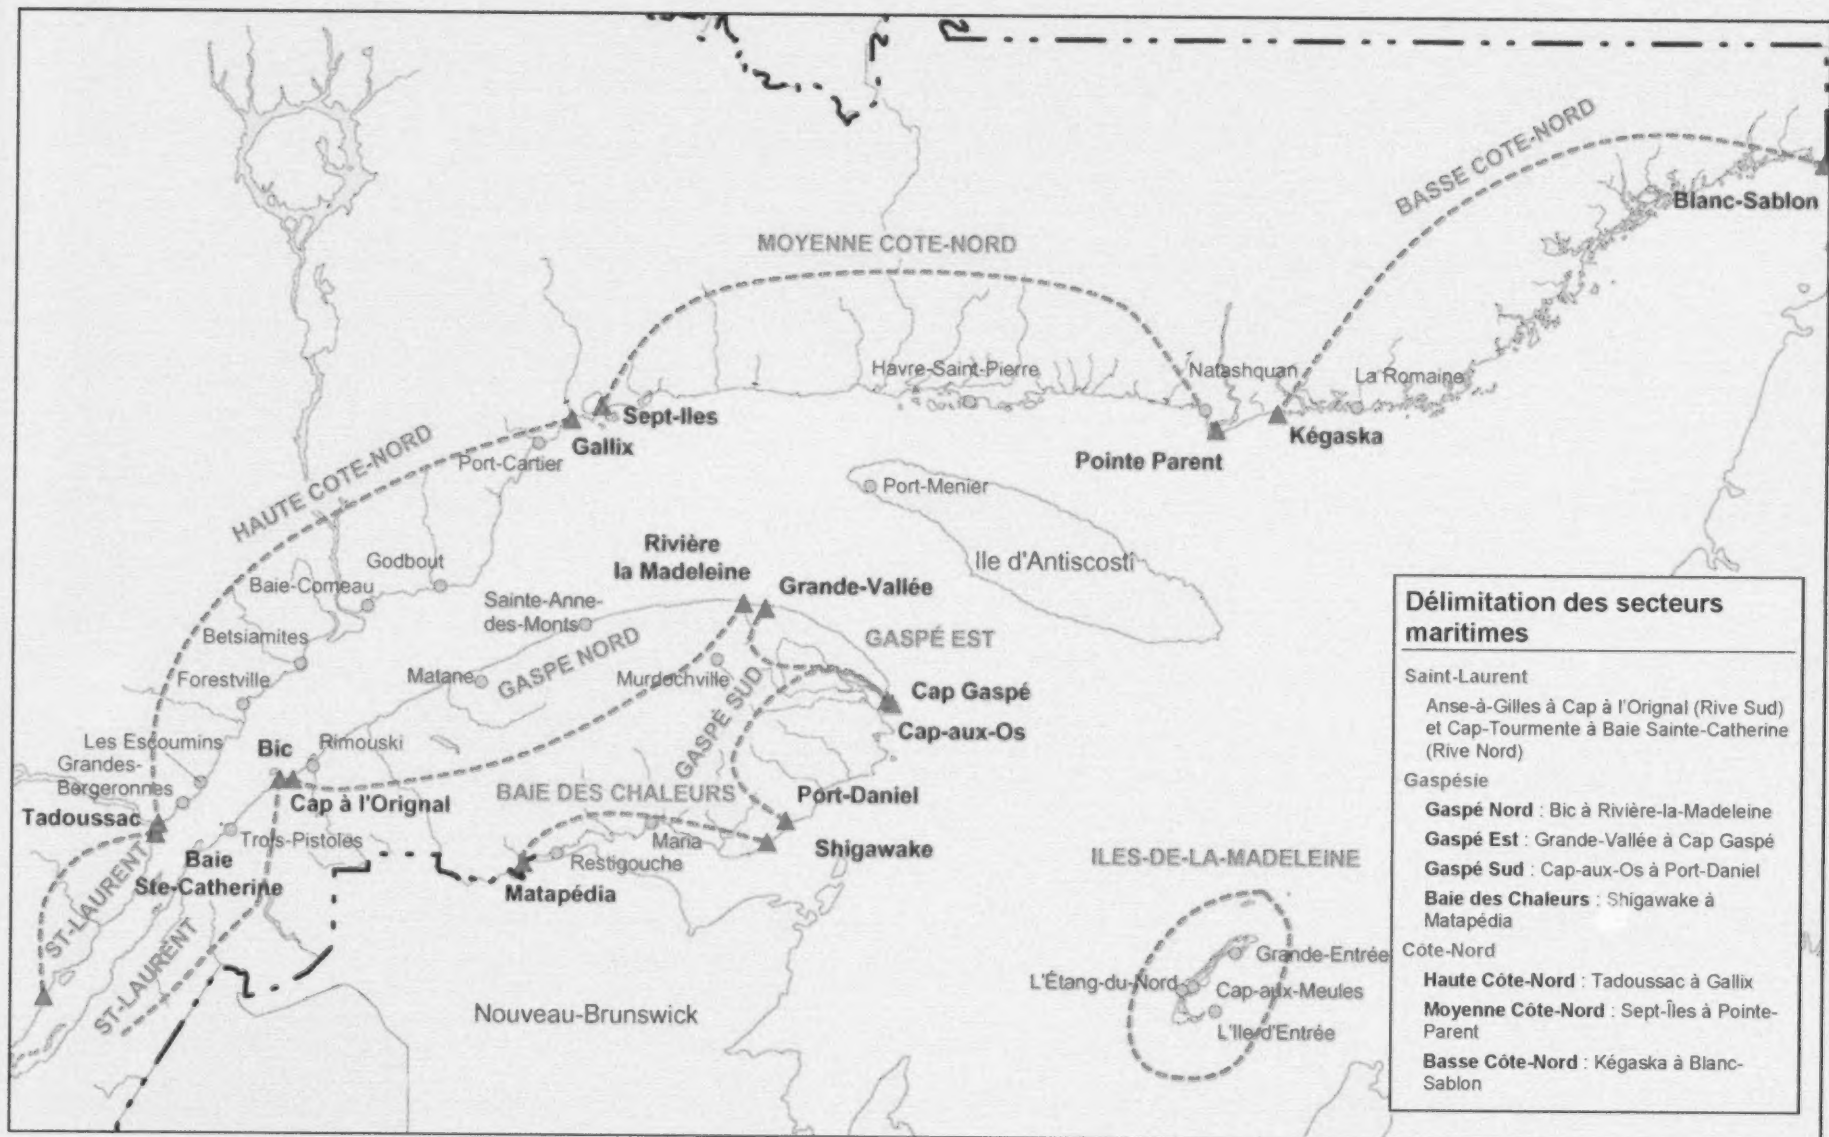 BASSE COTE-NORD
Blanc-Sablon
MOYENNE COTE-NORD
Havre-Saint-Pierre
Natashquan
La Romaine
Sept-Iles
Gallix
Kégaska
Pointe Parent
HAUTE COTE-NORD
Port-Cartier
Port-Menier
Ile d'Antiscosti
Rivière
la Madeleine
Grande-Vallée
Godbout
Baie-Comeau
Sainte-Anne-
des-Monts
Betsiamites
GASPÉ EST
GASPE NORD
Forestville
Matane
Murdochville
GASPÉ SUD
Cap Gaspé
Cap-aux-Os
Les Escoumins
Grandes-
Bergeronnes
Bic
Rimouski
Cap à l'Orignal
BAIE DES CHALEURS
Port-Daniel
Tadoussac
Trois-Pistoles
Maria
Shigawake
Restigouche
Baie
Ste-Catherine
Matapédia
ILES-DE-LA-MADELEINE
ST-LAURENT
ST-LAURENT
Grande-Entrée
L'Étang-du-Nord
Cap-aux-Meules
L'Ile d'Entrée
Nouveau-Brunswick
Délimitation des secteurs
maritimes
Saint-Laurent
Anse-à-Gilles à Cap à l'Orignal (Rive Sud)
et Cap-Tourmente à Baie Sainte-Catherine
(Rive Nord)
Gaspésie
Gaspé Nord : Bic à Rivière-la-Madeleine
Gaspé Est : Grande-Vallée à Cap Gaspé
Gaspé Sud : Cap-aux-Os à Port-Daniel
Baie des Chaleurs : Shigawake à
Matapédia
Côte-Nord
Haute Côte-Nord : Tadoussac à Gallix
Moyenne Côte-Nord : Sept-Îles à Pointe-
Parent
Basse Côte-Nord : Kégaska à Blanc-
Sablon